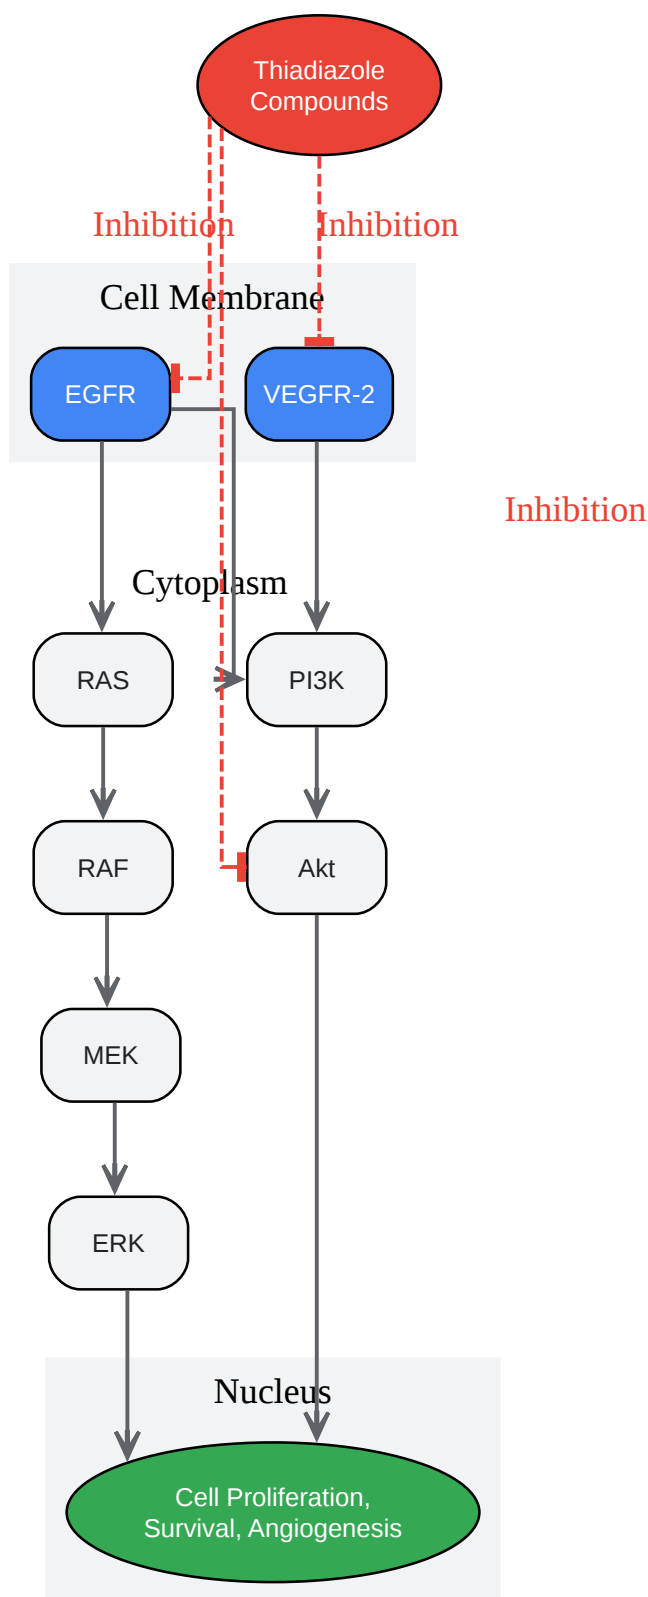 Thiadiazole
Compounds
Inhibition
Inhibition
Cell Membrane
EGFR
VEGFR-2
Inhibition
Cytoplasm
RAS
PI3K
RAF
Akt
MEK
ERK
Nucleus
Cell Proliferation,
Survival, Angiogenesis